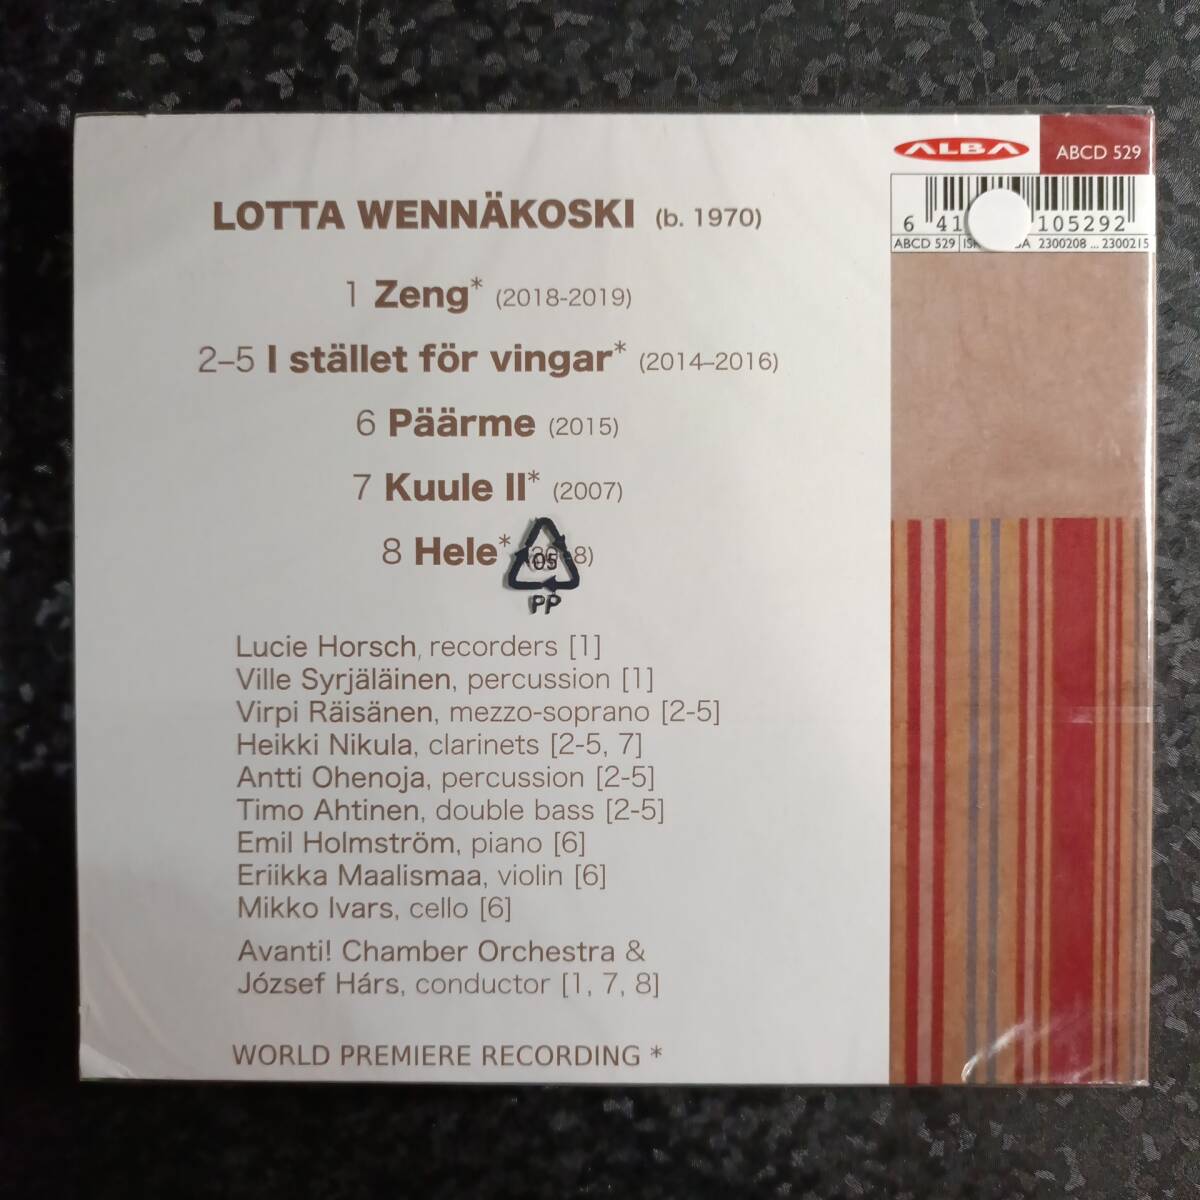 ALBA
ABCD 529
6 41 105292
ABCD 529 2300208 ... 2300215
LOTTA WENNÄKOSKI (b. 1970)
1 Zeng* (2018-2019)
2–5 I stället för vingar* (2014–2016)
6 Päärme (2015)
7 Kuule II* (2007)
8 Hele*
05
PP
Lucie Horsch, recorders [1]
Ville Syrjäläinen, percussion [1]
Virpi Räisänen, mezzo-soprano [2-5]
Heikki Nikula, clarinets [2-5, 7]
Antti Ohenoja, percussion [2-5]
Timo Ahtinen, double bass [2-5]
Emil Holmström, piano [6]
Eriikka Maalismaa, violin [6]
Mikko Ivars, cello [6]
Avanti! Chamber Orchestra &
József Hárs, conductor [1, 7, 8]
WORLD PREMIERE RECORDING *